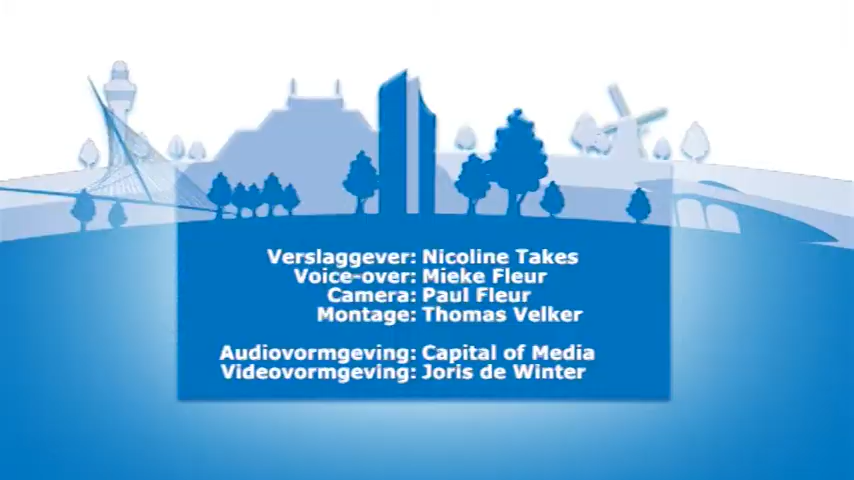 Verslaggever: Nicoline Takes
Voice-over: Mieke Fleur
Camera: Paul Fleur
Montage: Thomas Velker
Audiovormgeving: Capital of Media
Videovormgeving: Joris de Winter